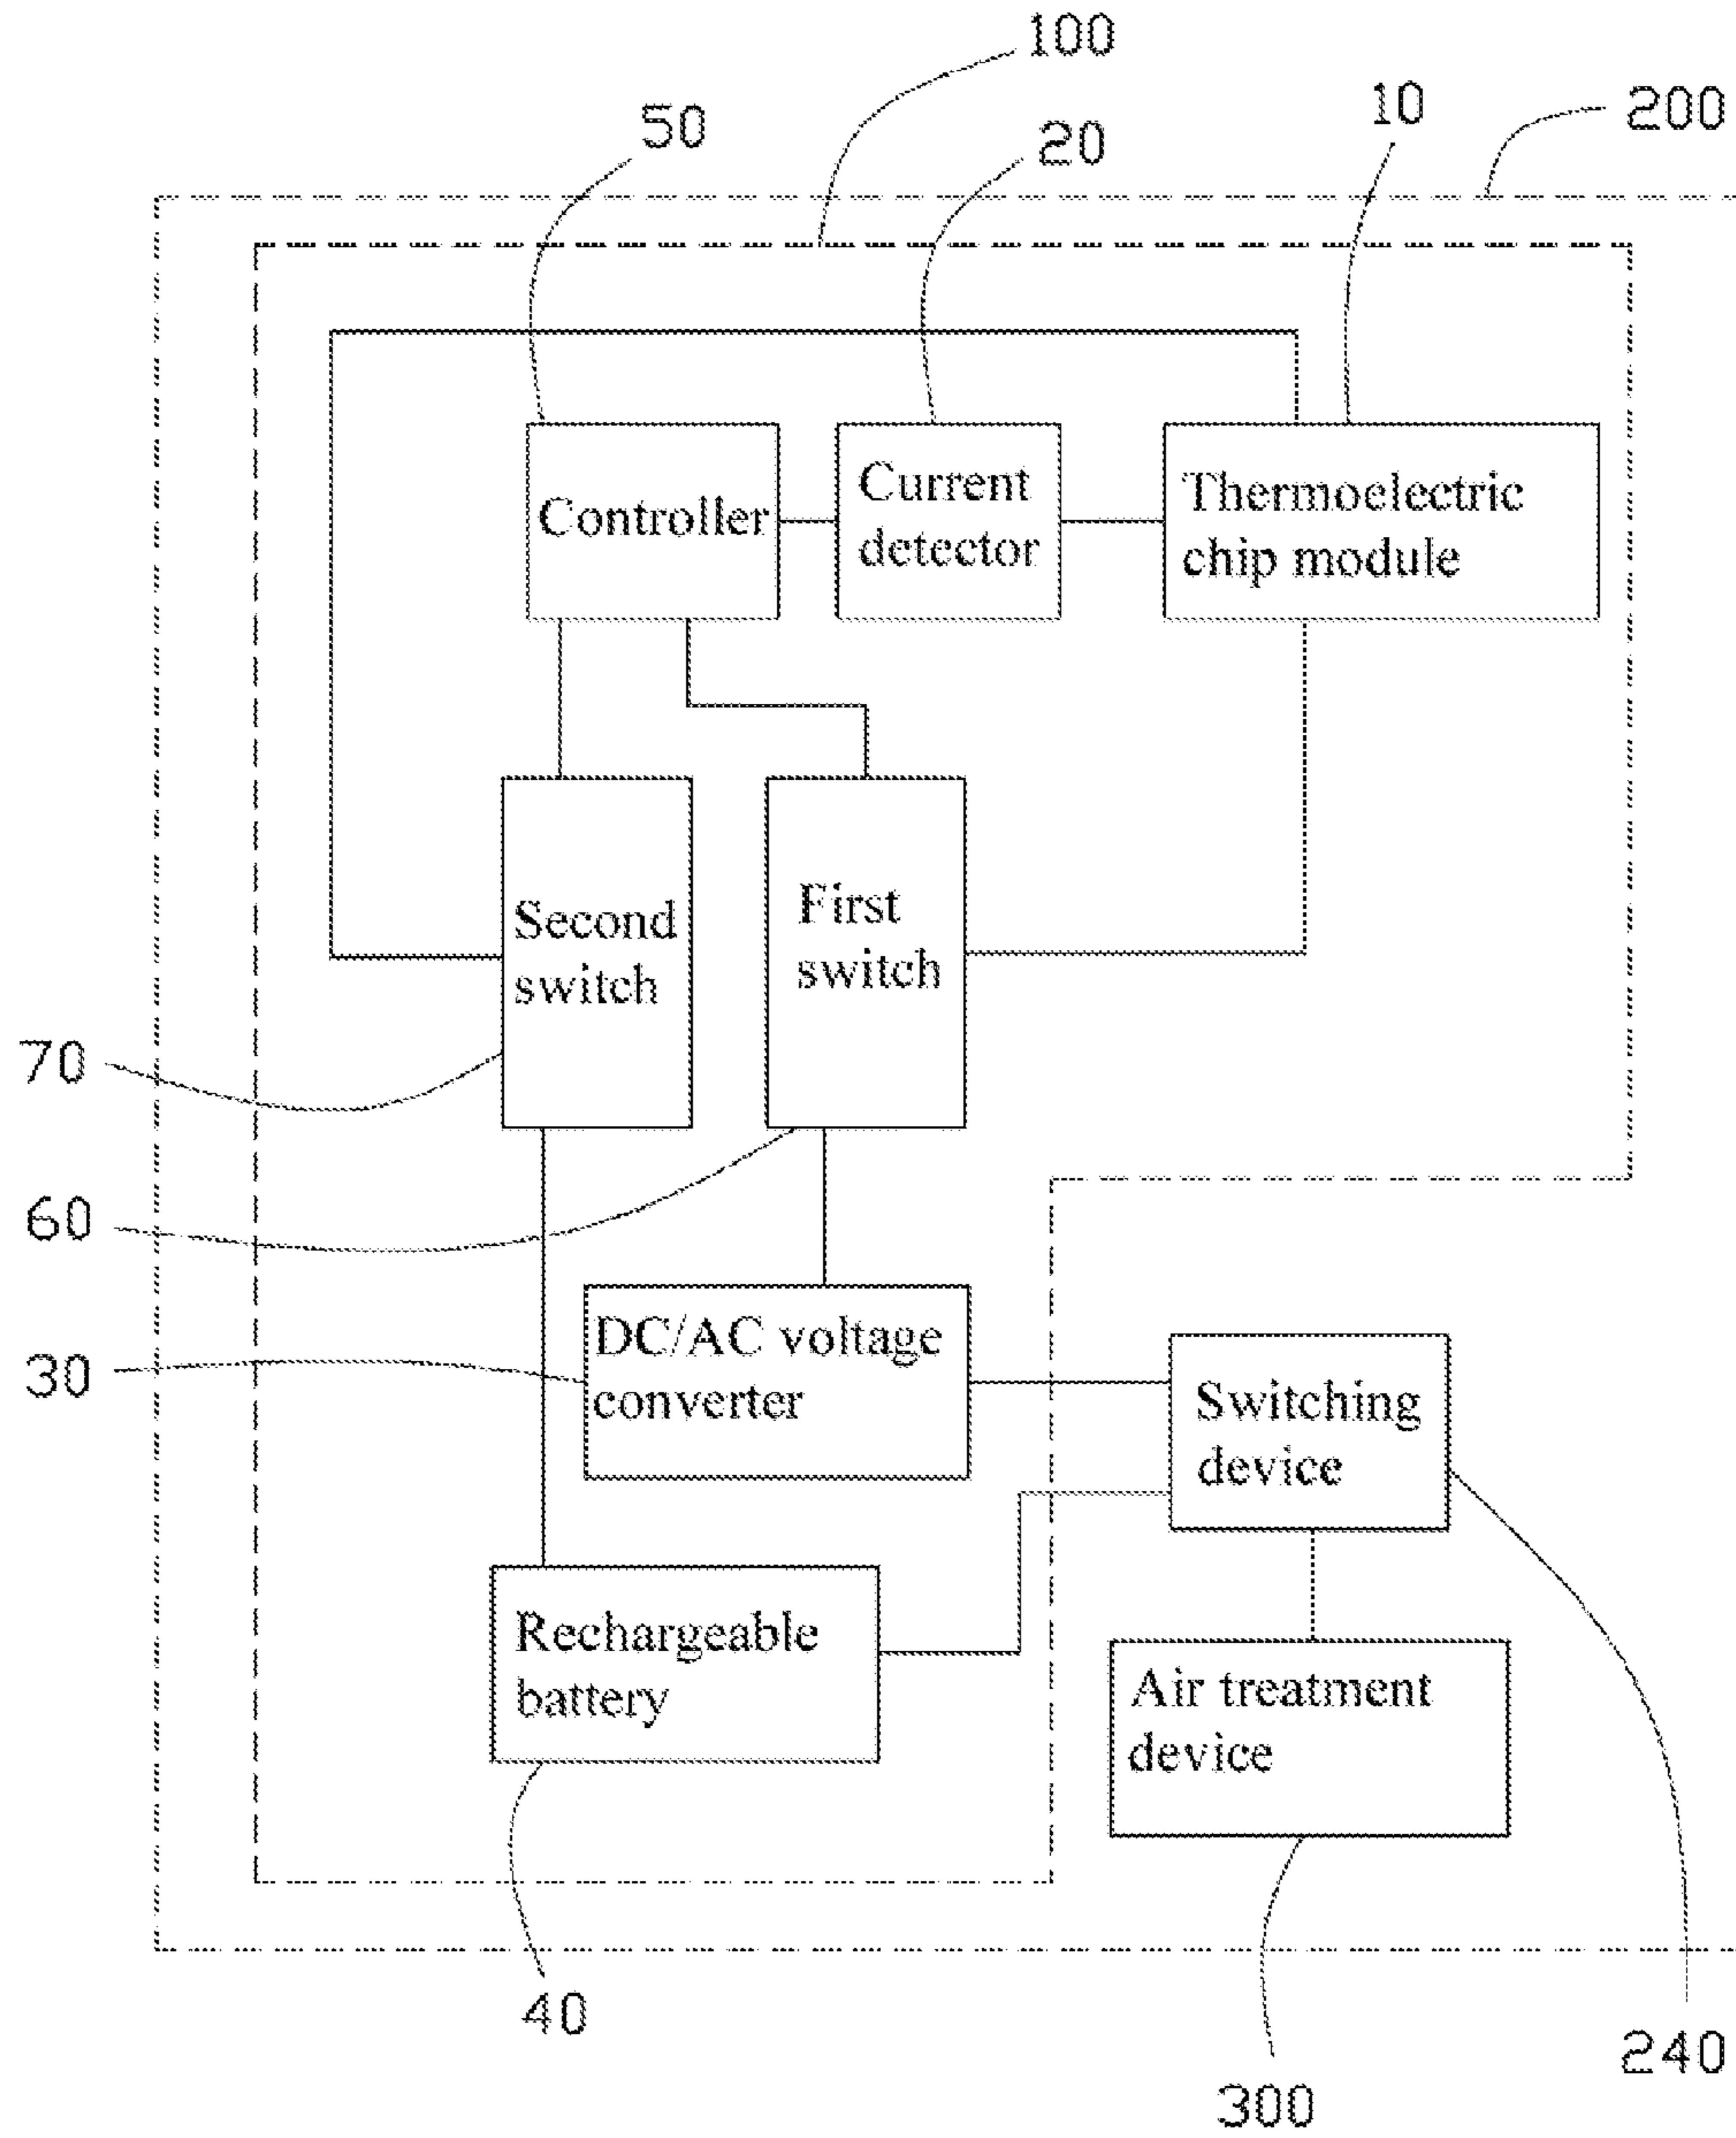 100
50
20
10
200
Controller
Current
detector
Thermoelectric
chip module
Second
switch
First
switch
70
60
DC/AC voltage
converter
30
Switching
device
Rechargeable
battery
Air treatment
device
40
240
300